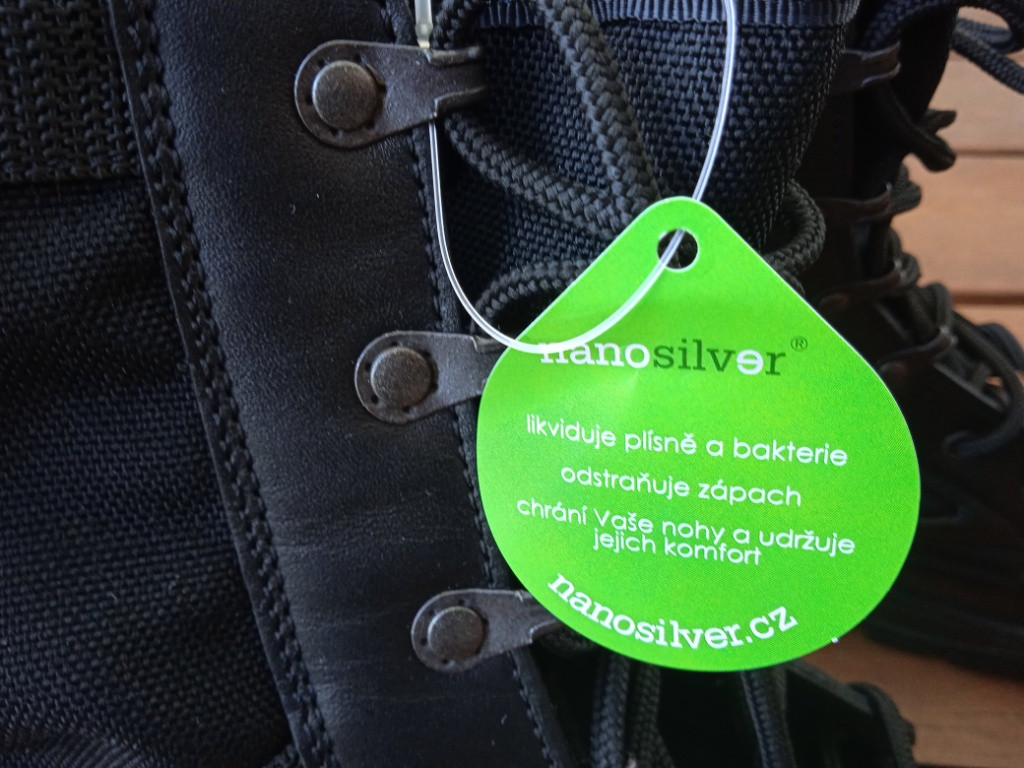 nanosilver®
likviduje plísně a bakterie
odstraňuje zápach
chrání Vaše nohy a udržuje
jejich komfort
nanosilver.cz